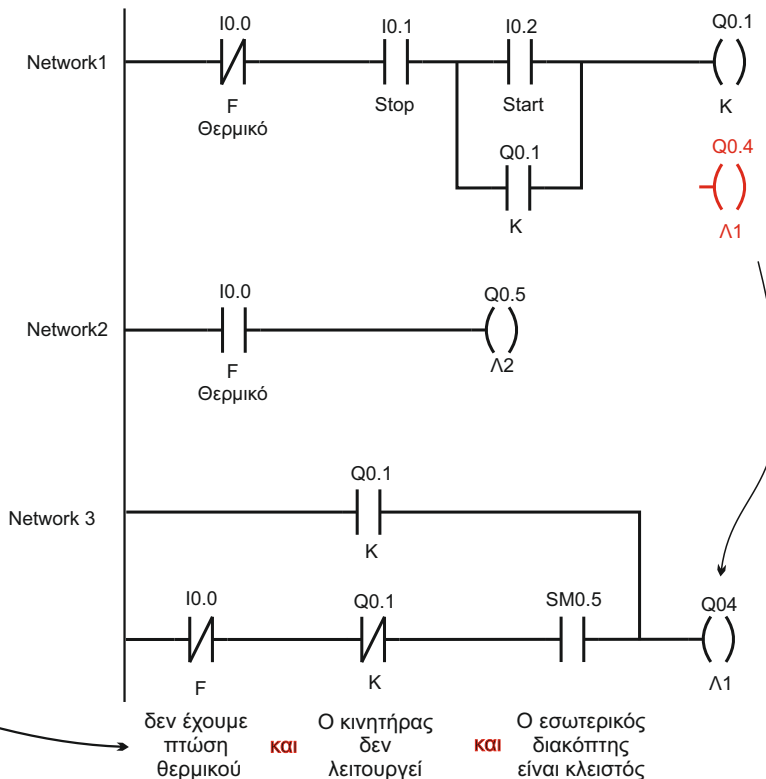 I0.0 I0.1 I0.2 Q0.1
Network1
F Stop Start K
Θερμικό
Q0.1 Q0.4
K Λ1
I0.0 Q0.5
Network2
F Λ2
Θερμικό
Q0.1
Network 3
K
I0.0 Q0.1 SM0.5 Q04
F K Λ1
δεν έχουμε Ο κινητήρας Ο εσωτερικός
πτώση και δεν και διακόπτης
θερμικού λειτουργεί είναι κλειστός